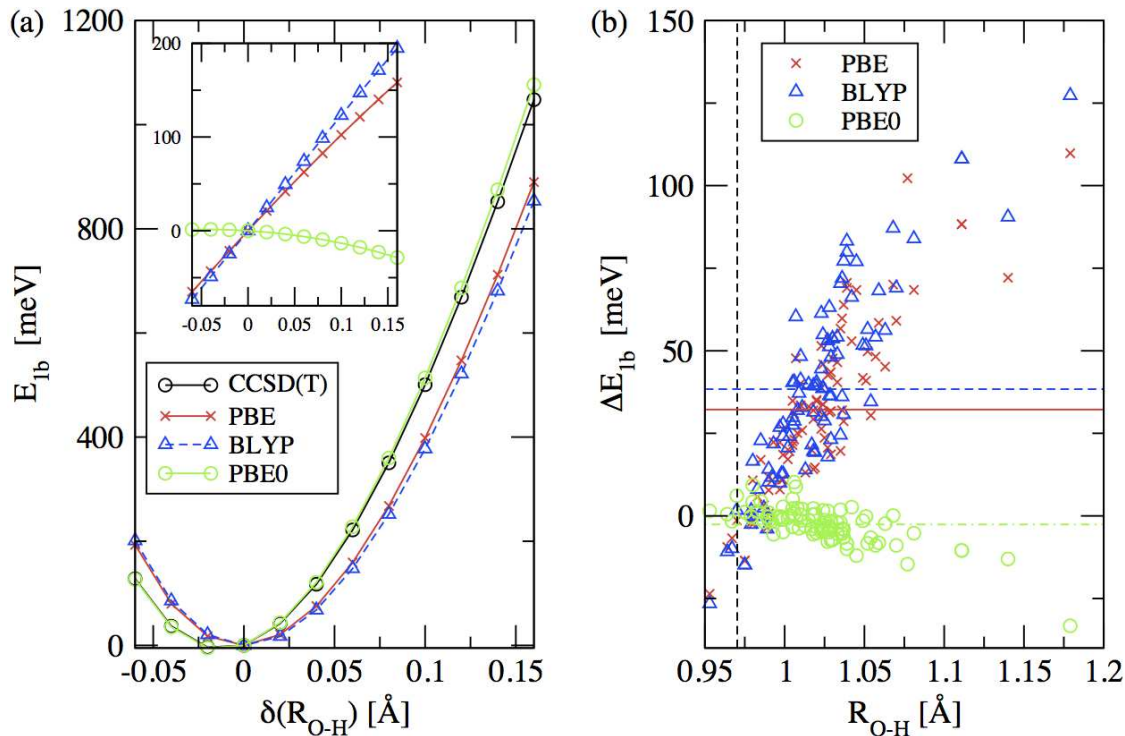 (a)
1200
800
400
0
E1b [meV]
-0.05 0 0.05 0.1 0.15
δ(RO-H) [Å]
200
100
0
-0.05 0 0.05 0.1 0.15
CCSD(T)
PBE
BLYP
PBE0
(b)
150
100
50
0
ΔE1b [meV]
0.95 1 1.05 1.1 1.15 1.2
RO-H [Å]
PBE
BLYP
PBE0